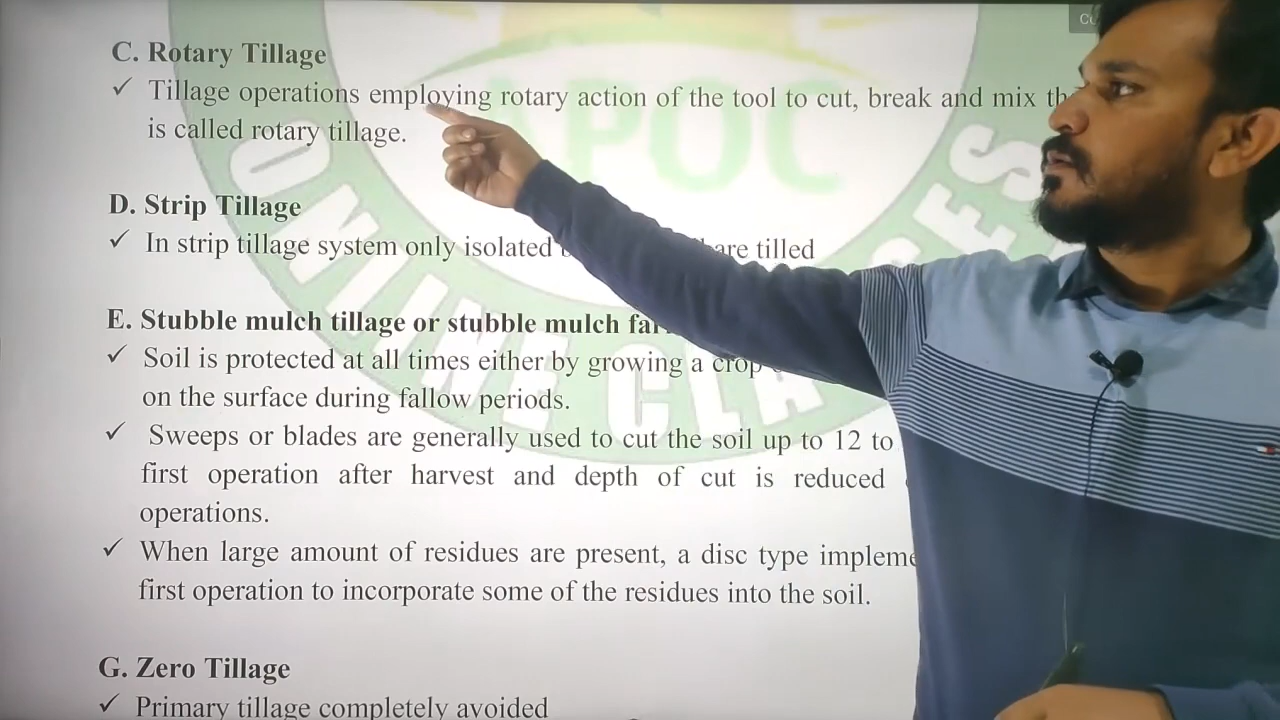 C. Rotary Tillage
✓ Tillage operations employing rotary action of the tool to cut, break and mix
is called rotary tillage.
D. Strip Tillage
✓ In strip tillage system only isolated are tilled
E. Stubble mulch tillage or stubble mulch
✓ Soil is protected at all times either by growing a crop
on the surface during fallow periods.
✓ Sweeps or blades are generally used to cut the soil up to 12 to
first operation after harvest and depth of cut is reduced
operations.
✓ When large amount of residues are present, a disc type
first operation to incorporate some of the residues into the soil.
G. Zero Tillage
✓ Primary tillage completely avoided
APOC
ONLINE CLASSES